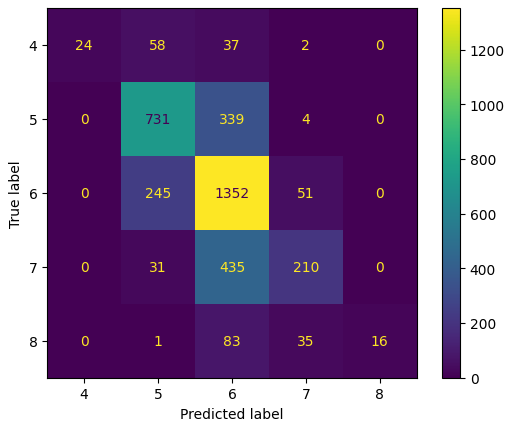 4 24 58 37 2 0
5 0 731 339 4 0
6 0 245 1352 51 0
7 0 31 435 210 0
8 0 1 83 35 16
4 5 6 7 8
True label
Predicted label
1200
1000
800
600
400
200
0